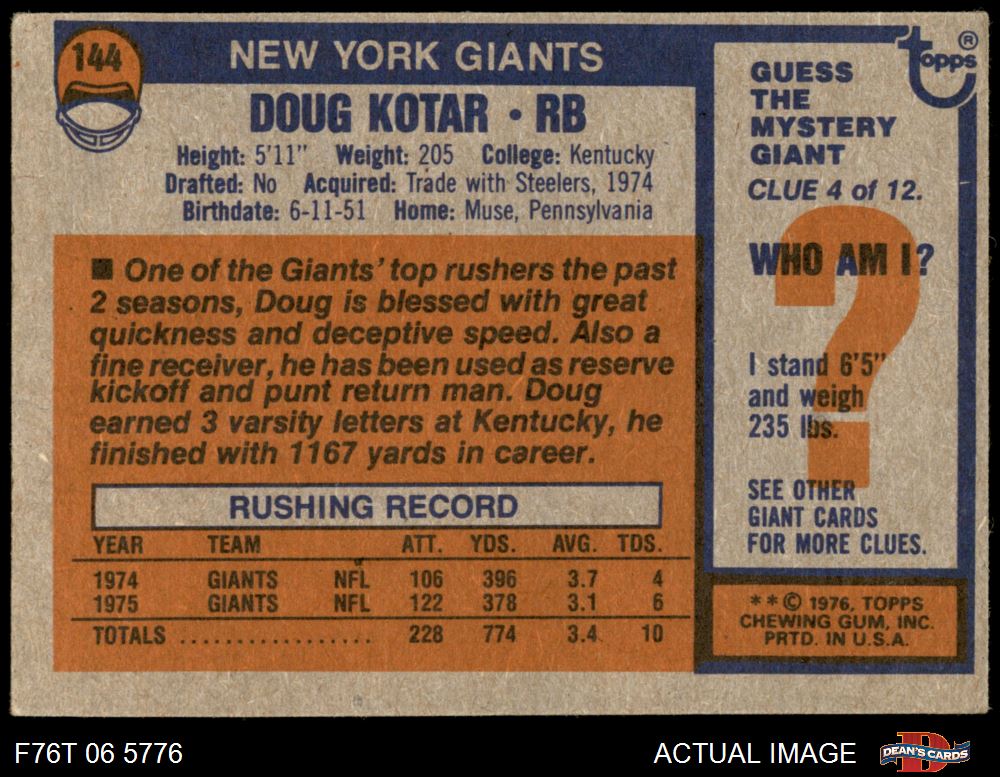 144
NEW YORK GIANTS
DOUG KOTAR • RB
Height: 5'11" Weight: 205 College: Kentucky
Drafted: No Acquired: Trade with Steelers, 1974
Birthdate: 6-11-51 Home: Muse, Pennsylvania
■ One of the Giants' top rushers the past
2 seasons, Doug is blessed with great
quickness and deceptive speed. Also a
fine receiver, he has been used as reserve
kickoff and punt return man. Doug
earned 3 varsity letters at Kentucky, he
finished with 1167 yards in career.
RUSHING RECORD
YEAR TEAM ATT. YDS. AVG. TDS.
1974 GIANTS NFL 106 396 3.7 4
1975 GIANTS NFL 122 378 3.1 6
TOTALS .................. 228 774 3.4 10
Topps ®
GUESS
THE
MYSTERY
GIANT
CLUE 4 of 12.
WHO AM I?
?
I stand 6'5"
and weigh
235 lbs.
SEE OTHER
GIANT CARDS
FOR MORE CLUES.
**© 1976, TOPPS
CHEWING GUM, INC.
PRTD. IN U.S.A.
F76T 06 5776
ACTUAL IMAGE
D
DEAN'S CARDS